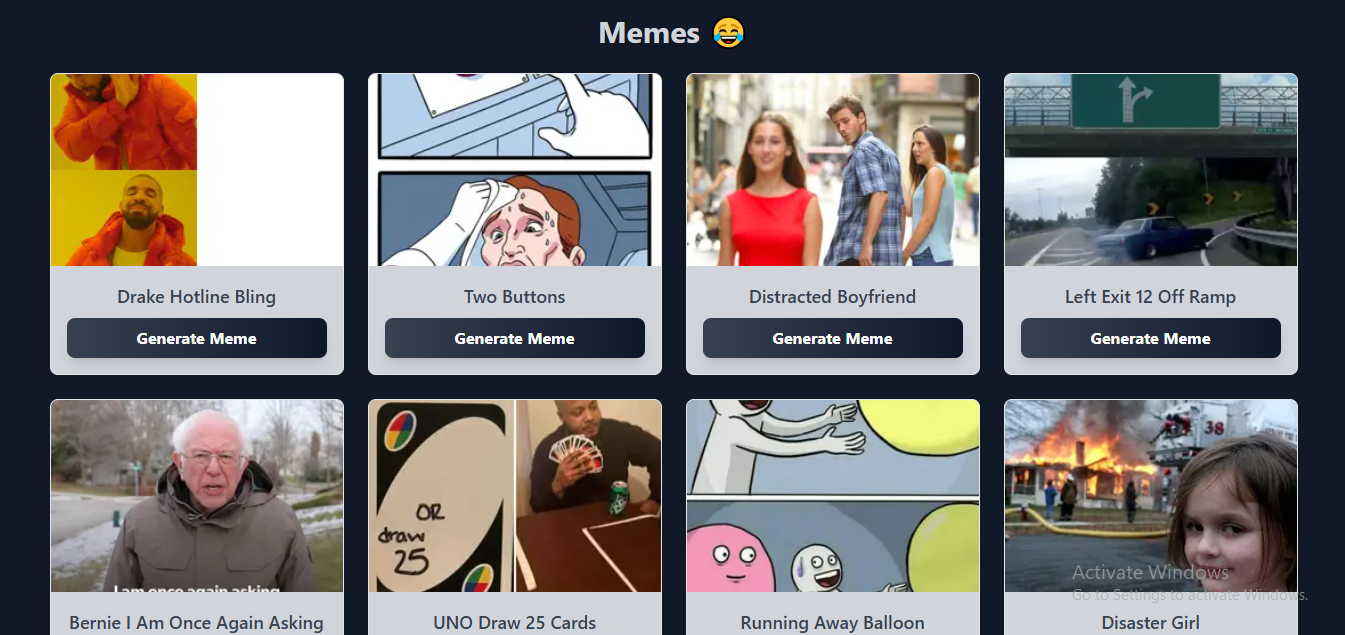 Memes 😂
Drake Hotline Bling
Generate Meme
Two Buttons
Generate Meme
Distracted Boyfriend
Generate Meme
Left Exit 12 Off Ramp
Generate Meme
I am once again asking
Bernie I Am Once Again Asking
OR
draw
25
UNO Draw 25 Cards
Running Away Balloon
38
Disaster Girl
Activate Windows
Go to Settings to activate Windows.